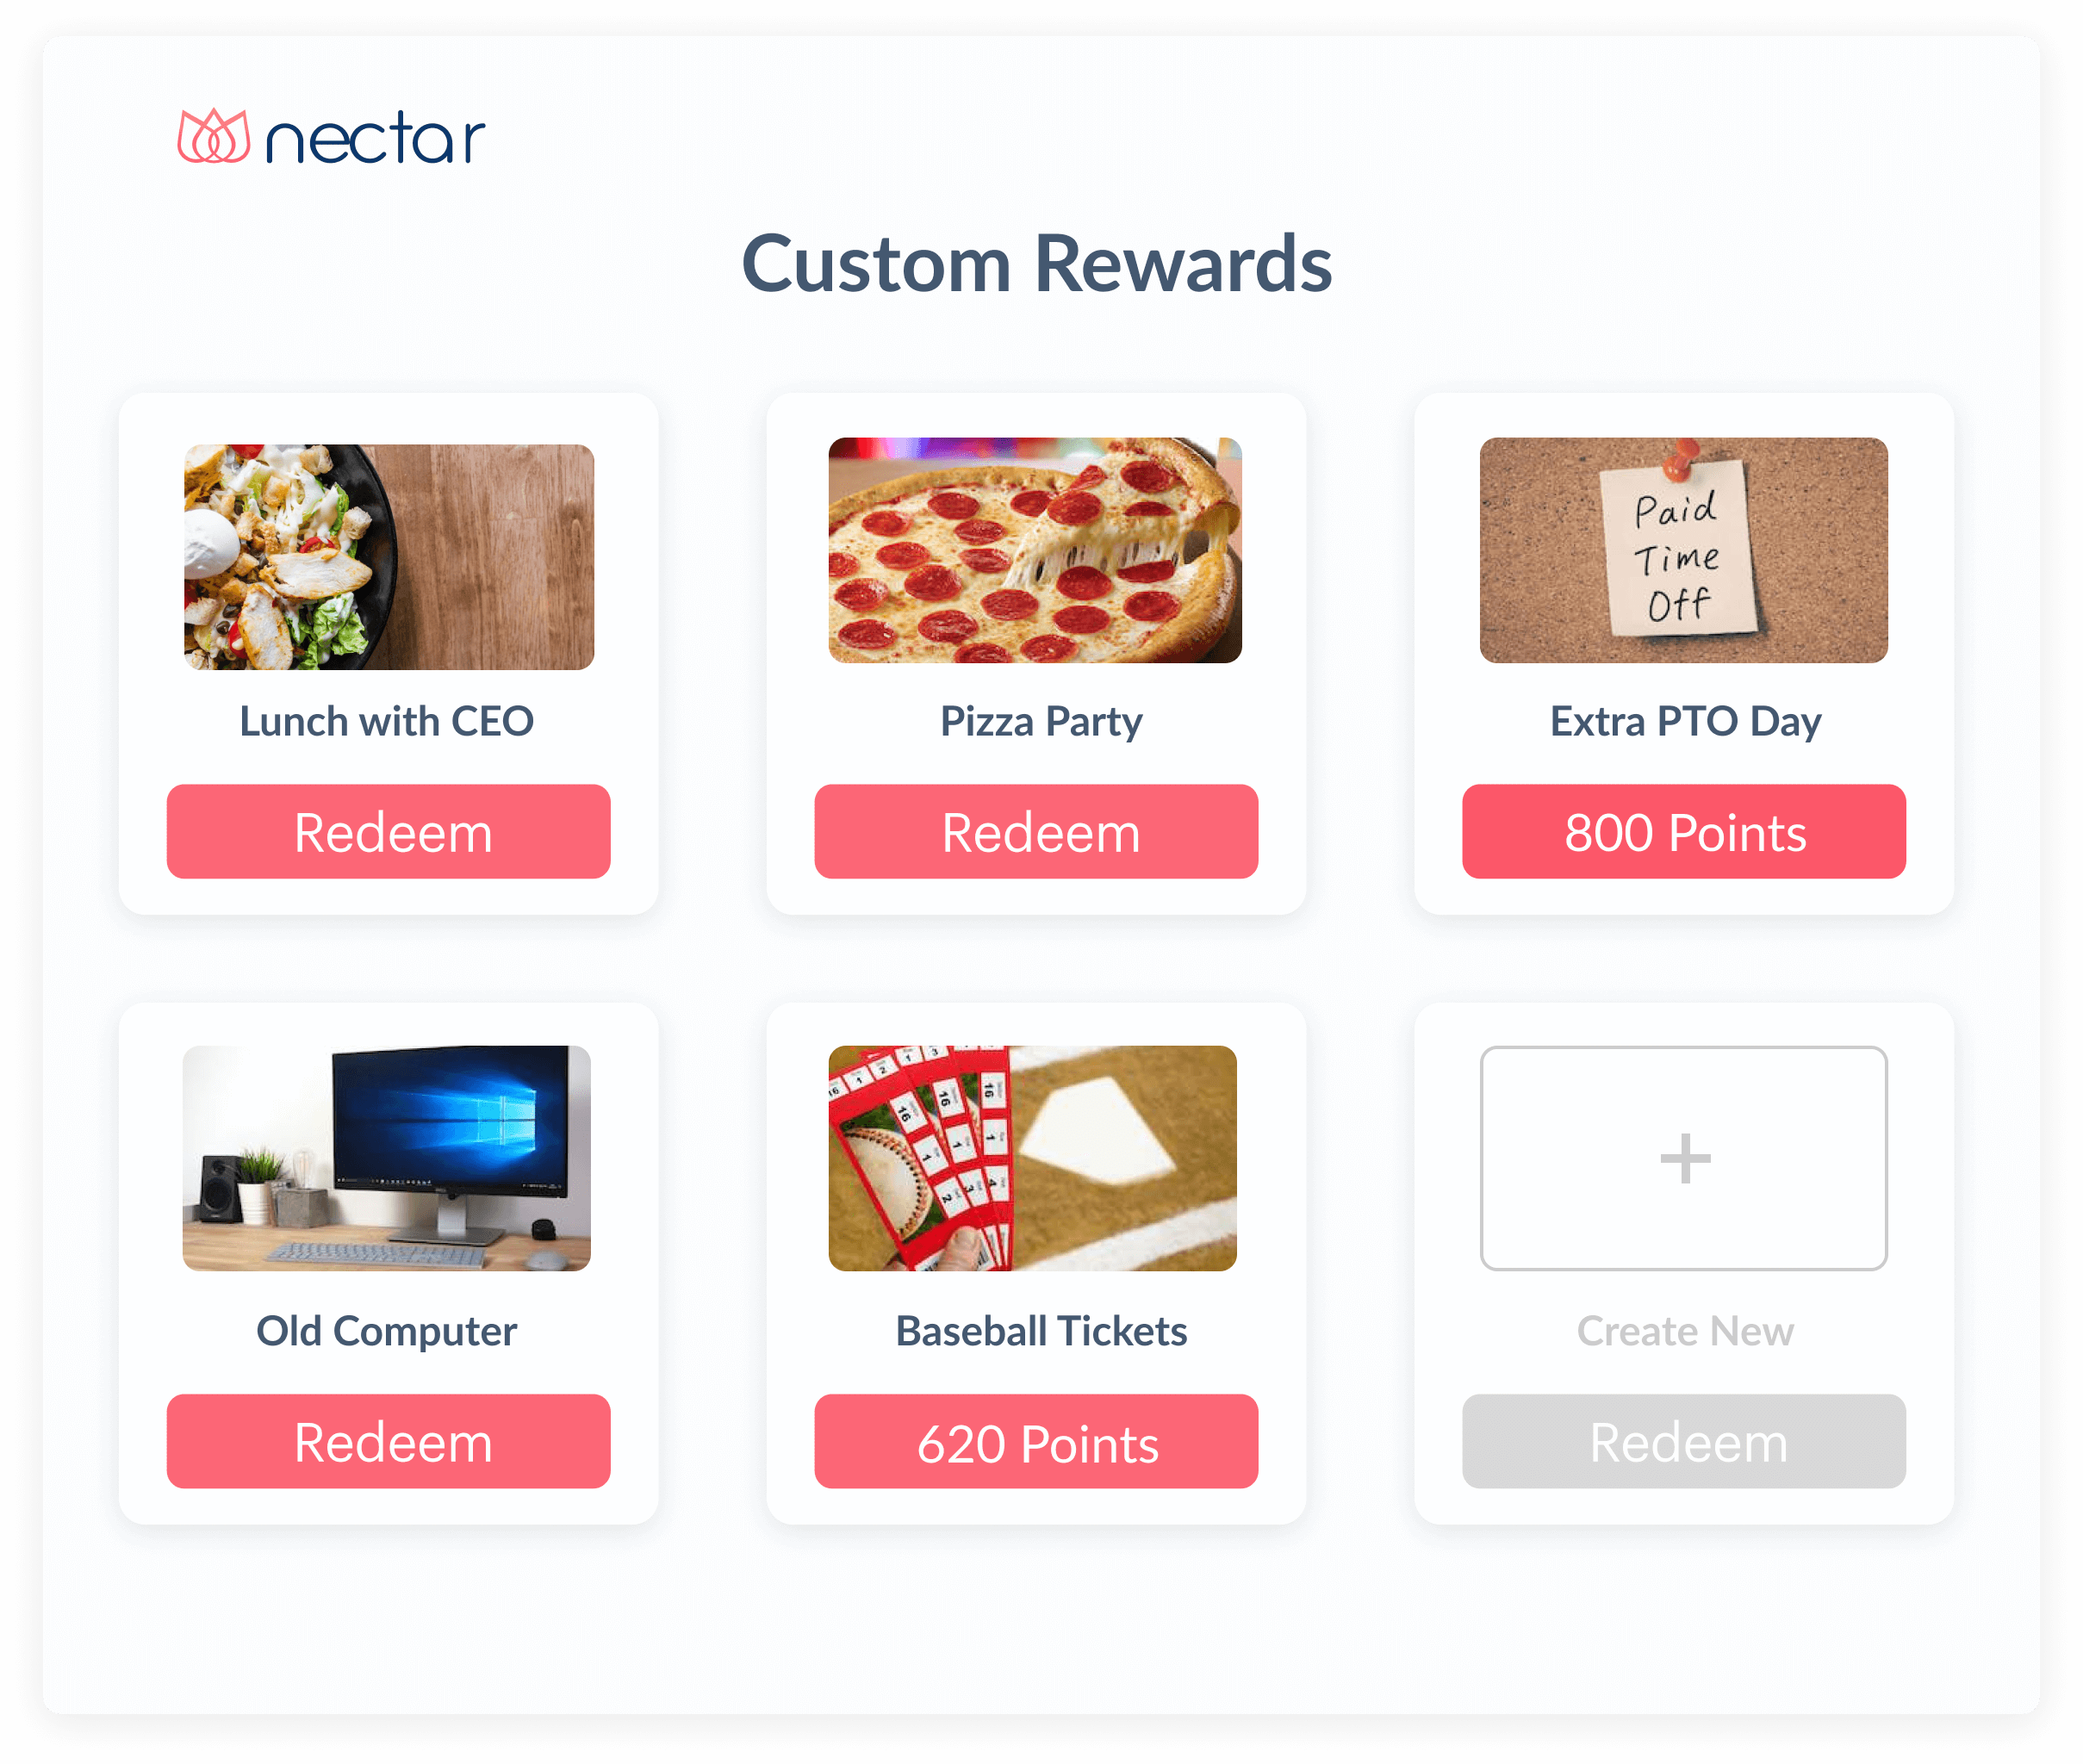 nectar
Custom Rewards
Lunch with CEO
Redeem
Pizza Party
Redeem
Paid
Time
Off
Extra PTO Day
800 Points
Old Computer
Redeem
Baseball Tickets
620 Points
Create New
Redeem